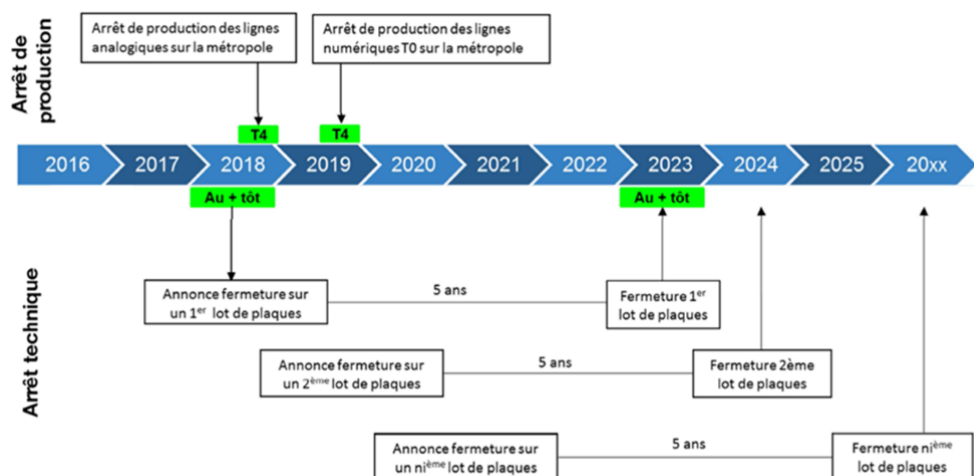 Arrêt de production
Arrêt de production des lignes
analogiques sur la métropole
Arrêt de production des lignes
numériques T0 sur la métropole
T4
T4
2016
2017
2018
2019
2020
2021
2022
2023
2024
2025
20xx
Au + tôt
Au + tôt
Arrêt technique
Annonce fermeture sur
un 1er lot de plaques
5 ans
Fermeture 1er
lot de plaques
Annonce fermeture sur
un 2ème lot de plaques
5 ans
Fermeture 2ème
lot de plaques
Annonce fermeture sur
un nième lot de plaques
5 ans
Fermeture nième
lot de plaques